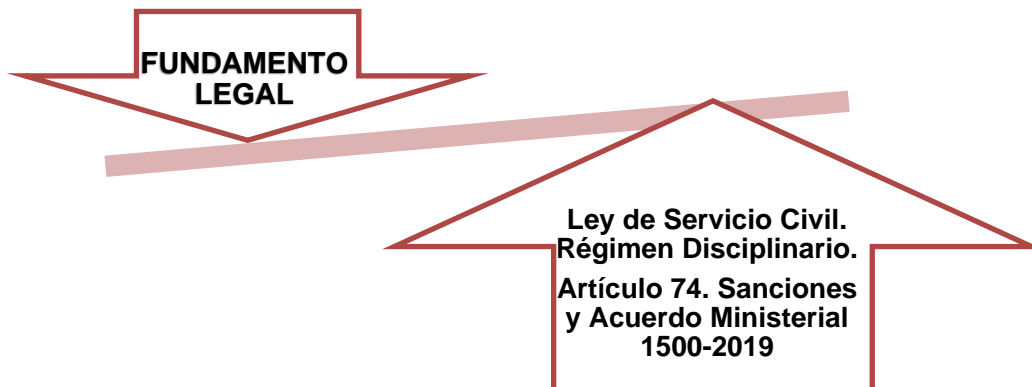 FUNDAMENTO
LEGAL
Ley de Servicio Civil.
Régimen Disciplinario.
Artículo 74. Sanciones
y Acuerdo Ministerial
1500-2019